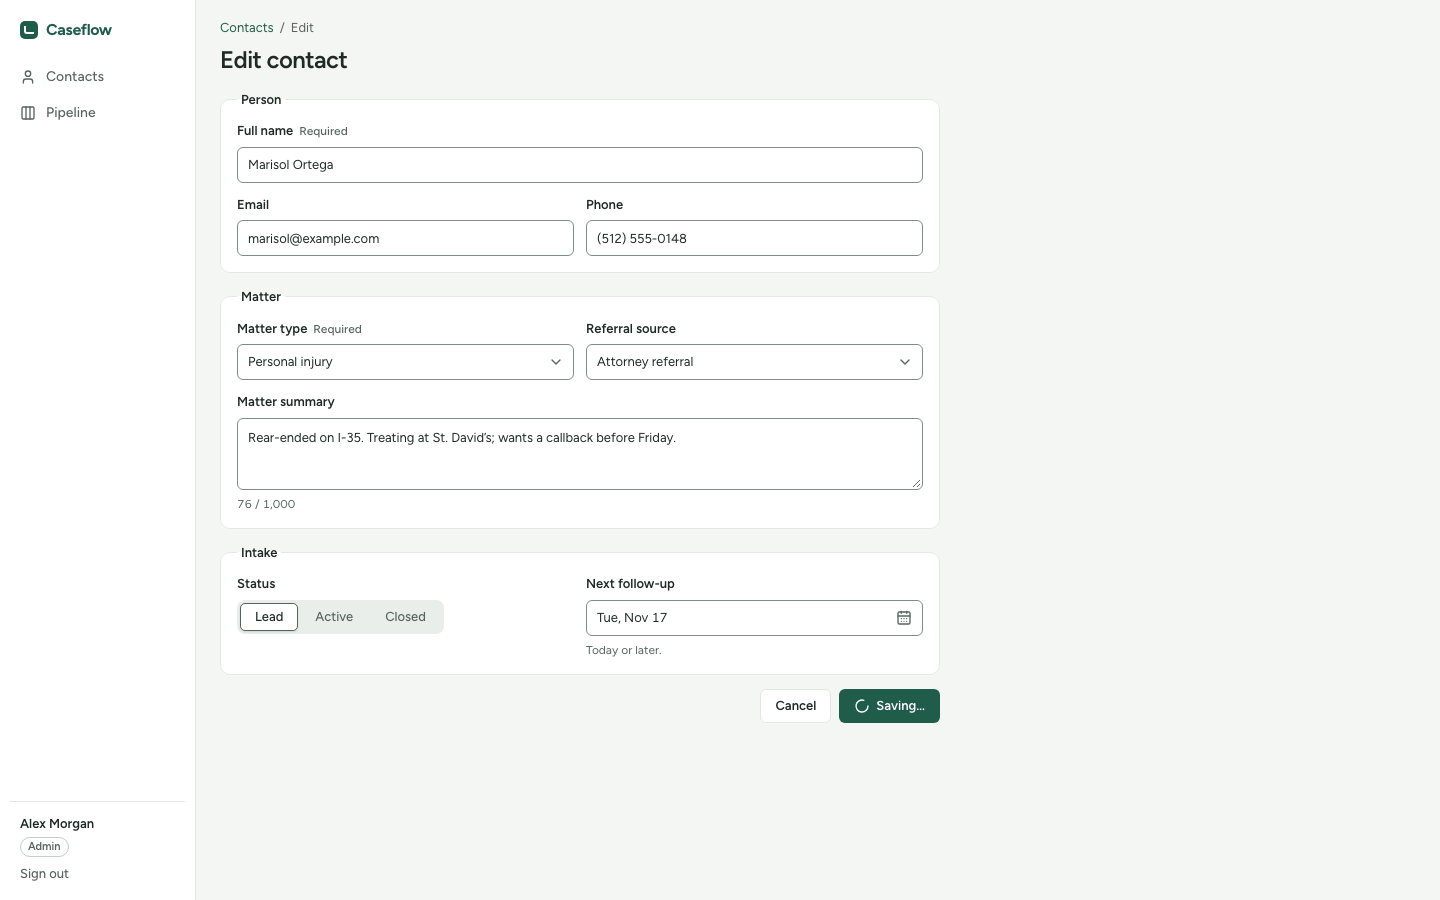 Caseflow
Contacts
Pipeline
Contacts / Edit
Edit contact
Person
Full name Required
Marisol Ortega
Email
Phone
marisol@example.com
(512) 555-0148
Matter
Matter type Required
Referral source
Personal injury
Attorney referral
Matter summary
Rear-ended on I-35. Treating at St. David’s; wants a callback before Friday.
76 / 1,000
Intake
Status
Next follow-up
Lead Active Closed
Tue, Nov 17
Today or later.
Cancel
Saving…
Alex Morgan
Admin
Sign out